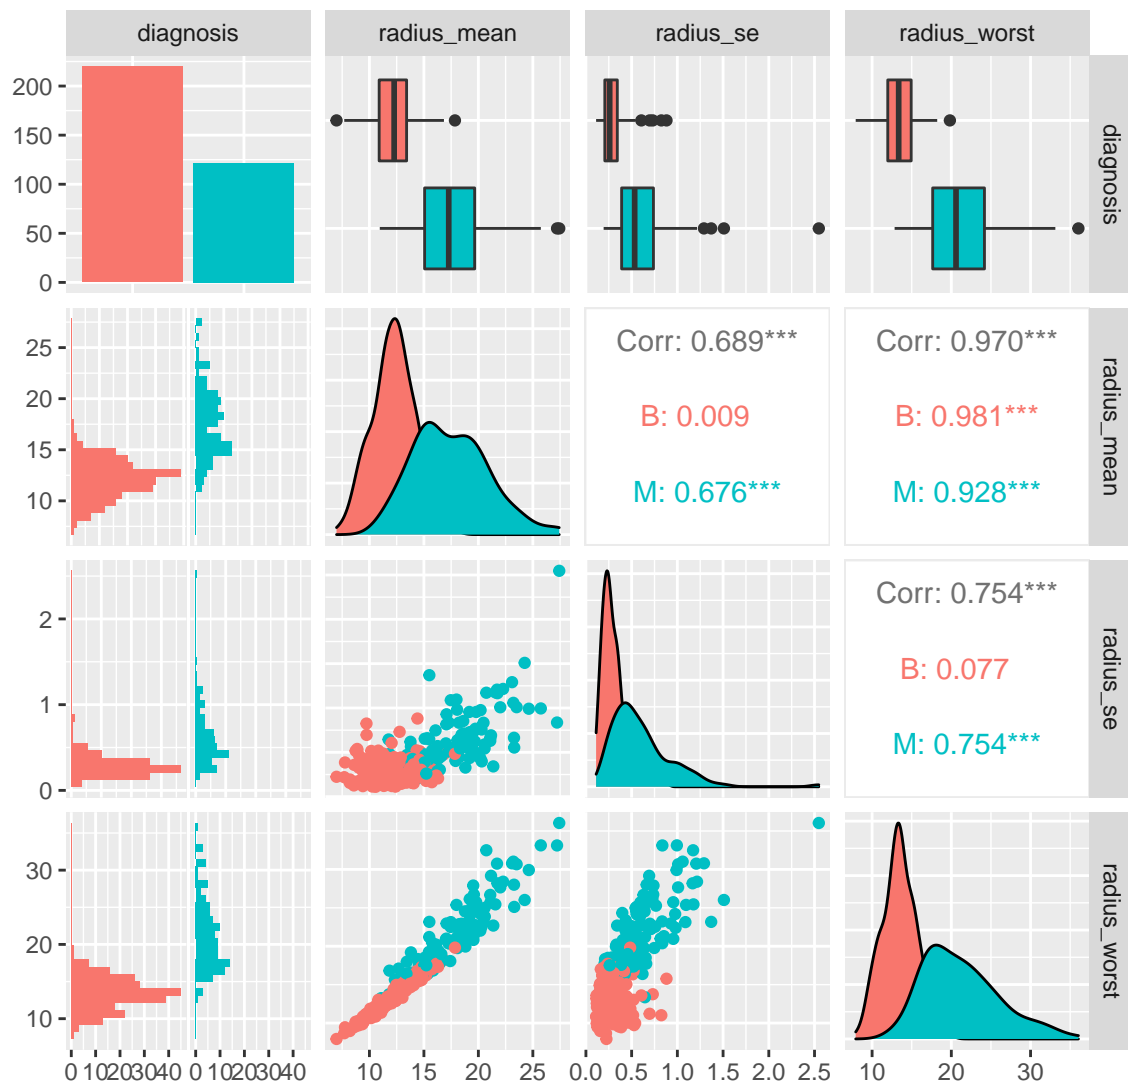 diagnosis radius_mean radius_se radius_worst
200
150
100
50
0
diagnosis
25
20
15
10
Corr: 0.689***
B: 0.009
M: 0.676***
Corr: 0.970***
B: 0.981***
M: 0.928***
radius_mean
2
1
0
Corr: 0.754***
B: 0.077
M: 0.754***
radius_se
30
20
10
radius_worst
0 10 20 30 40 0 10 20 30 40 10 15 20 25 0.0 0.5 1.0 1.5 2.0 2.5 10 20 30